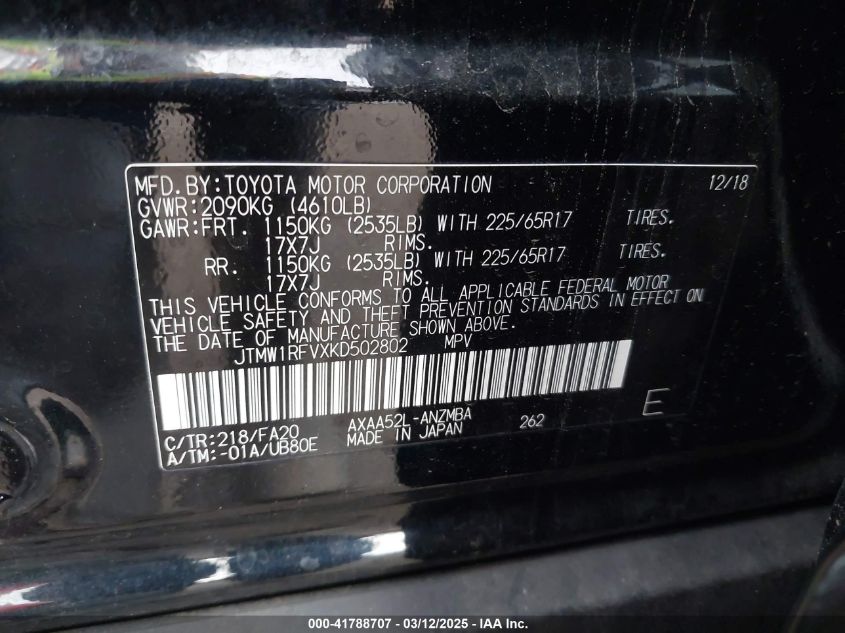 MFD.BY:TOYOTA MOTOR CORPORATION 12/18
GVWR:2090KG (4610LB)
GAWR:FRT. 1150KG (2535LB) WITH 225/65R17 TIRES.
17X7J RIMS.
RR. 1150KG (2535LB) WITH 225/65R17 TIRES.
17X7J RIMS.
THIS VEHICLE CONFORMS TO ALL APPLICABLE FEDERAL MOTOR
VEHICLE SAFETY AND THEFT PREVENTION STANDARDS IN EFFECT ON
THE DATE OF MANUFACTURE SHOWN ABOVE.
JTMW1RFVXKD502802 MPV
C/TR:218/FA20 AXAA52L-ANZMBA 262 E
A/TM:-01A/UB80E MADE IN JAPAN
000-41788707 - 03/12/2025 - IAA Inc.